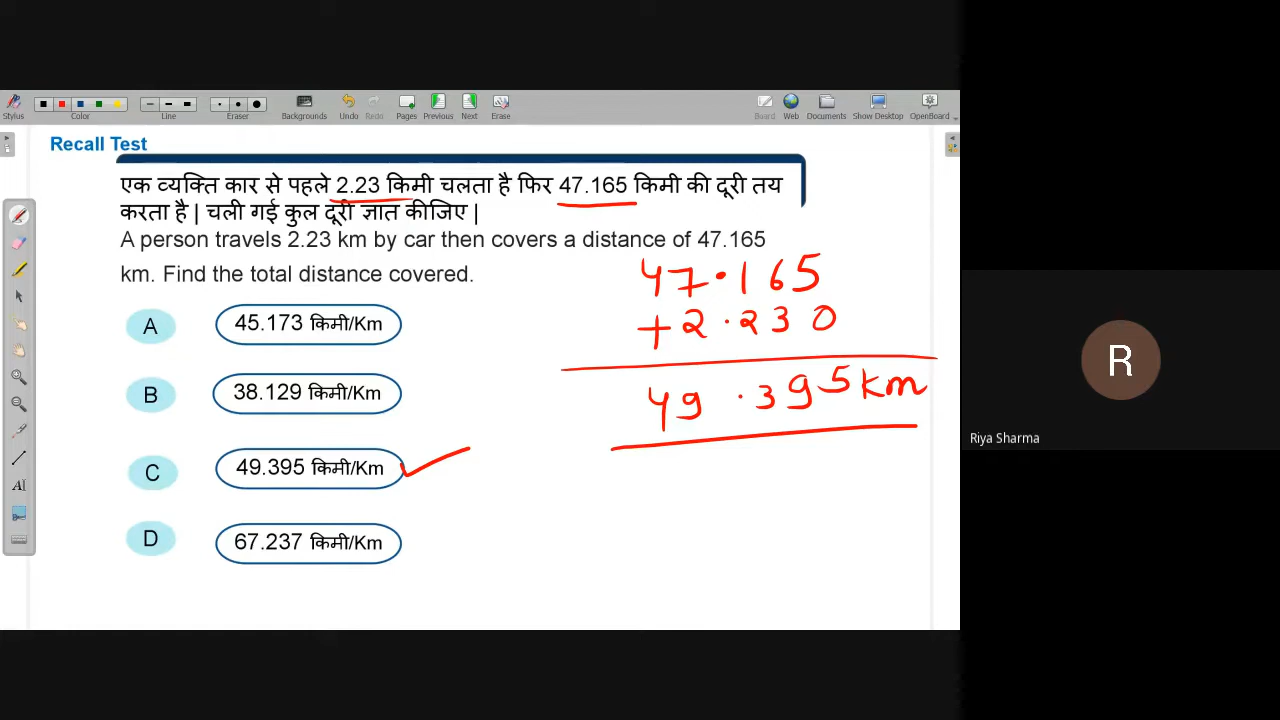 Stylus
Color
Line
Eraser
Backgrounds
Undo
Redo
Pages
Previous
Next
Erase
Board
Web
Documents
Show Desktop
OpenBoard
Recall Test
एक व्यक्ति कार से पहले 2.23 किमी चलता है फिर 47.165 किमी की दूरी तय
करता है | चली गई कुल दूरी ज्ञात कीजिए |
A person travels 2.23 km by car then covers a distance of 47.165
km. Find the total distance covered.
A 45.173 किमी/Km
B 38.129 किमी/Km
C 49.395 किमी/Km
D 67.237 किमी/Km
47.165
+2.230
49.395 km
R
Riya Sharma